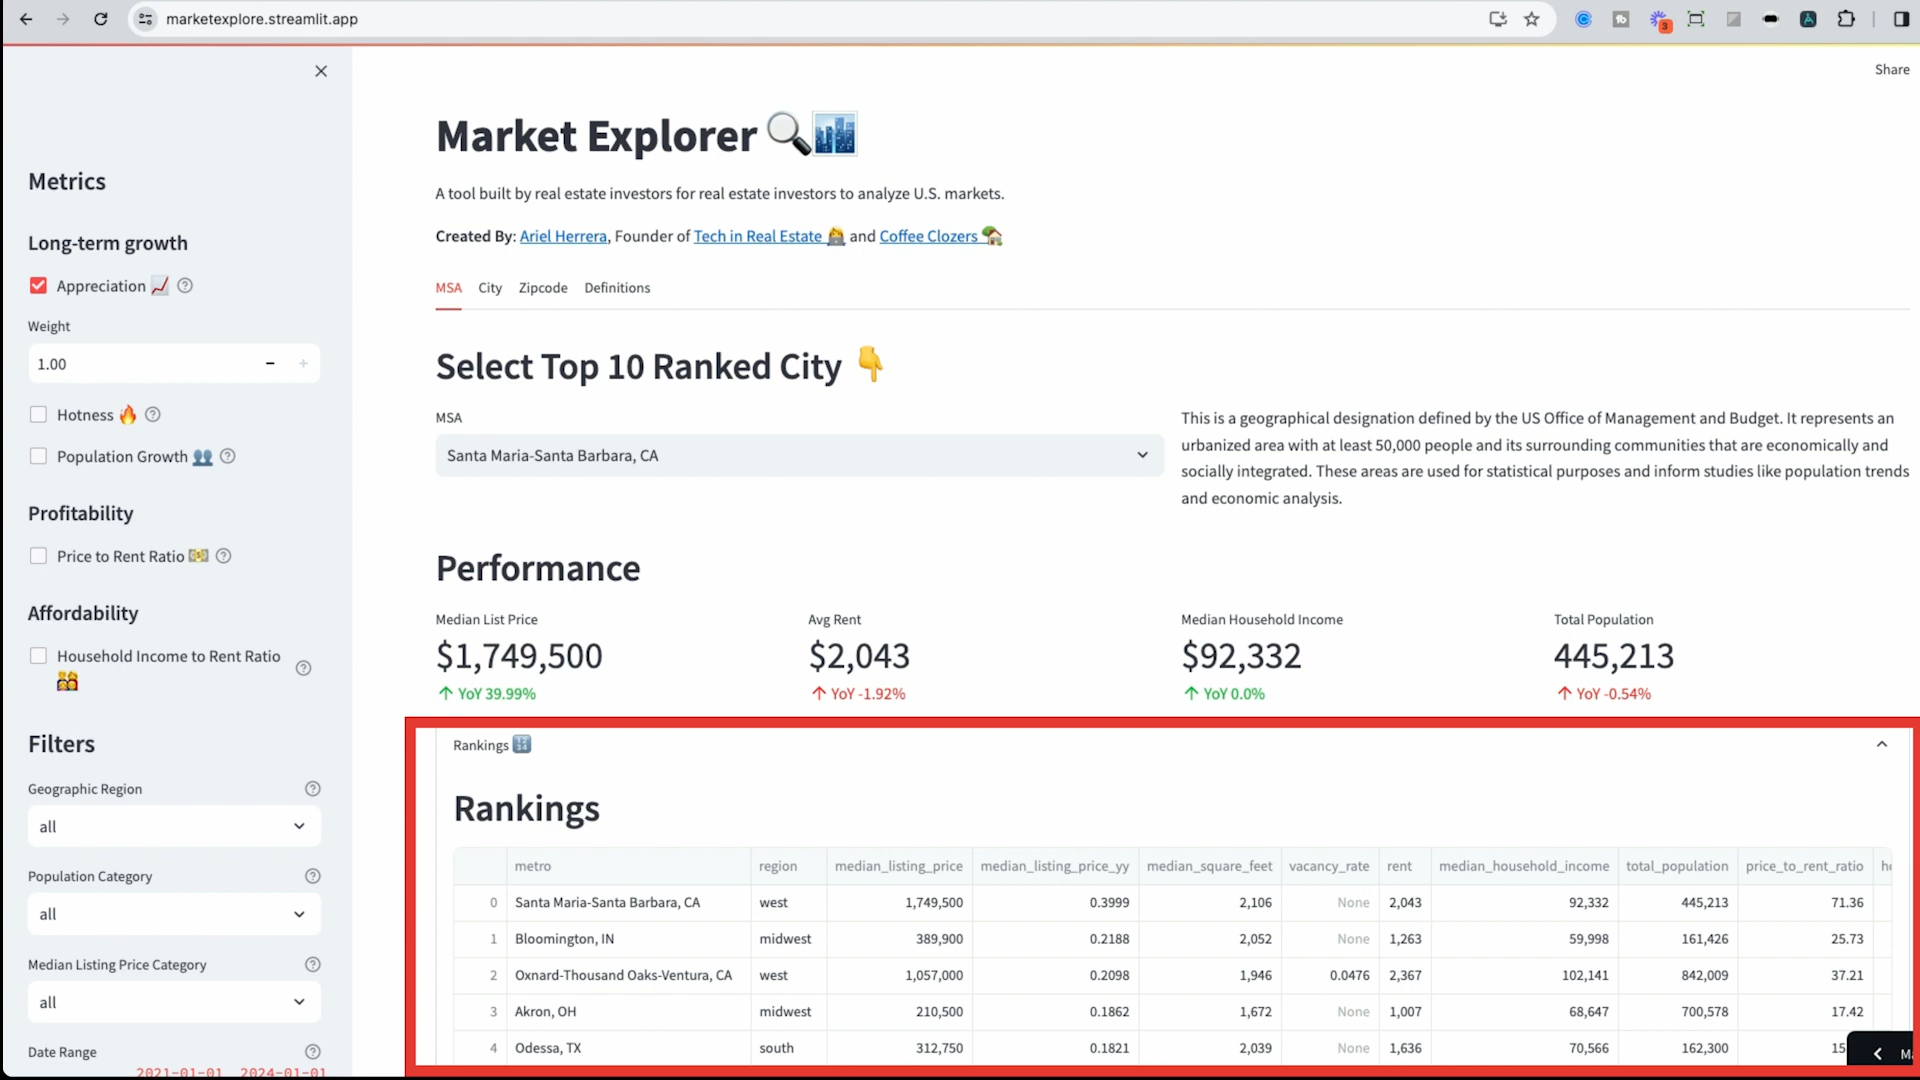 marketexplore.streamlit.app
3
Share
Metrics
Long-term growth
Appreciation
Weight
1.00
Hotness
Population Growth
Profitability
Price to Rent Ratio
Affordability
Household Income to Rent Ratio
Filters
Geographic Region
all
Population Category
all
Median Listing Price Category
all
Date Range
2021-01-01 2024-01-01
Market Explorer
A tool built by real estate investors for real estate investors to analyze U.S. markets.
Created By: Ariel Herrera, Founder of Tech in Real Estate and Coffee Clozers
MSA City Zipcode Definitions
Select Top 10 Ranked City
MSA
Santa Maria-Santa Barbara, CA
This is a geographical designation defined by the US Office of Management and Budget. It represents an
urbanized area with at least 50,000 people and its surrounding communities that are economically and
socially integrated. These areas are used for statistical purposes and inform studies like population trends
and economic analysis.
Performance
Median List Price Avg Rent Median Household Income Total Population
$1,749,500 $2,043 $92,332 445,213
YoY 39.99% YoY -1.92% YoY 0.0% YoY -0.54%
Rankings
Rankings
metro region median_listing_price median_listing_price_yy median_square_feet vacancy_rate rent median_household_income total_population price_to_rent_ratio
0 Santa Maria-Santa Barbara, CA west 1,749,500 0.3999 2,106 None 2,043 92,332 445,213 71.36
1 Bloomington, IN midwest 389,900 0.2188 2,052 None 1,263 59,998 161,426 25.73
2 Oxnard-Thousand Oaks-Ventura, CA west 1,057,000 0.2098 1,946 0.0476 2,367 102,141 842,009 37.21
3 Akron, OH midwest 210,500 0.1862 1,672 None 1,007 68,647 700,578 17.42
4 Odessa, TX south 312,750 0.1821 2,039 None 1,636 70,566 162,300